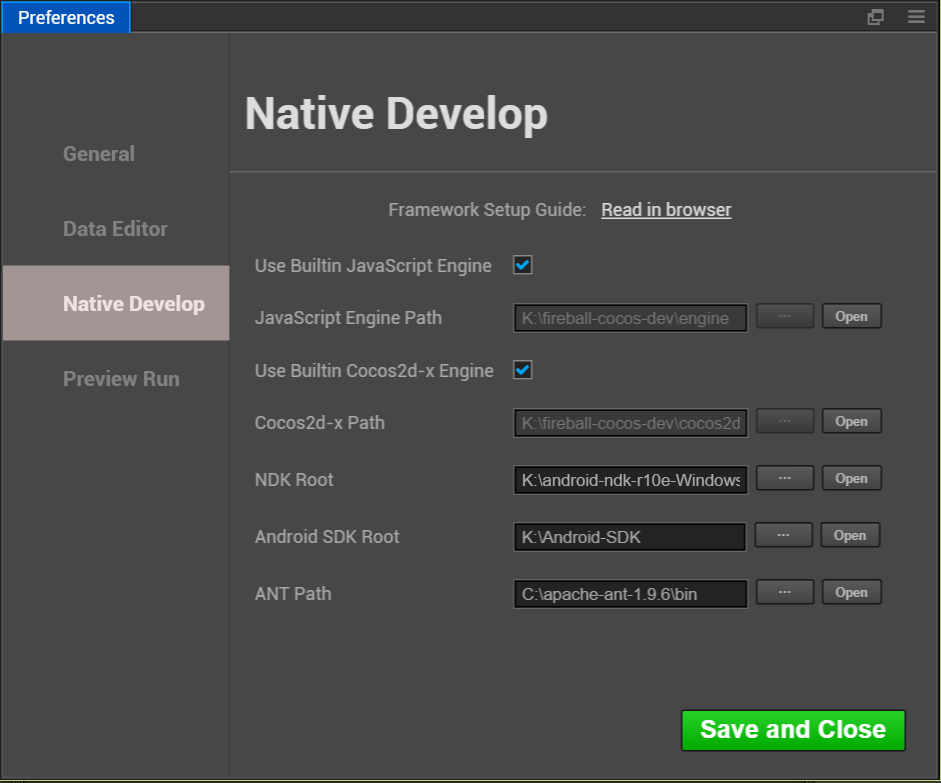 Preferences
General
Data Editor
Native Develop
Preview Run
Native Develop
Framework Setup Guide: Read in browser
Use Builtin JavaScript Engine
JavaScript Engine Path K:\fireball-cocos-dev\engine ... Open
Use Builtin Cocos2d-x Engine
Cocos2d-x Path K:\fireball-cocos-dev\cocos2d ... Open
NDK Root K:\android-ndk-r10e-Windows ... Open
Android SDK Root K:\Android-SDK ... Open
ANT Path C:\apache-ant-1.9.6\bin ... Open
Save and Close